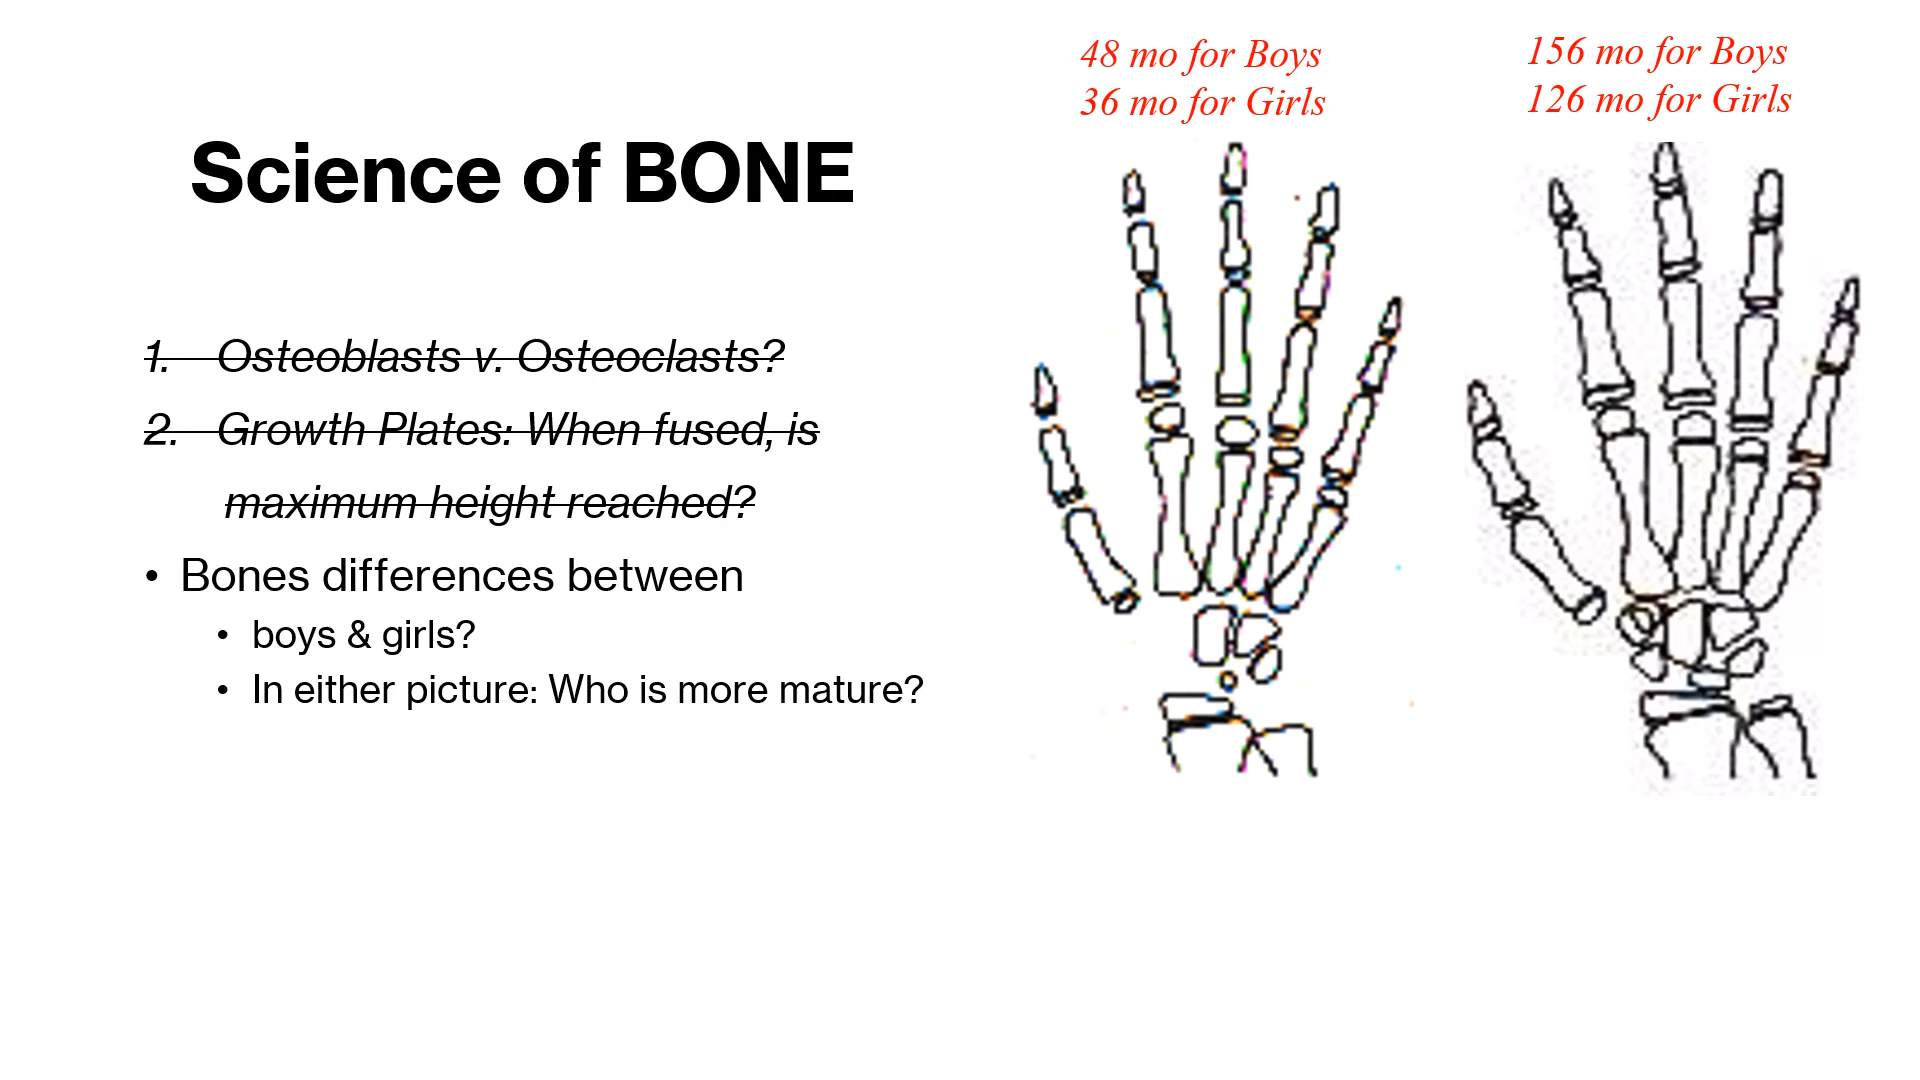 Science of BONE
1. Osteoblasts v. Osteoclasts?
2. Growth Plates: When fused, is
maximum height reached?
• Bones differences between
• boys & girls?
• In either picture: Who is more mature?
48 mo for Boys
36 mo for Girls
156 mo for Boys
126 mo for Girls